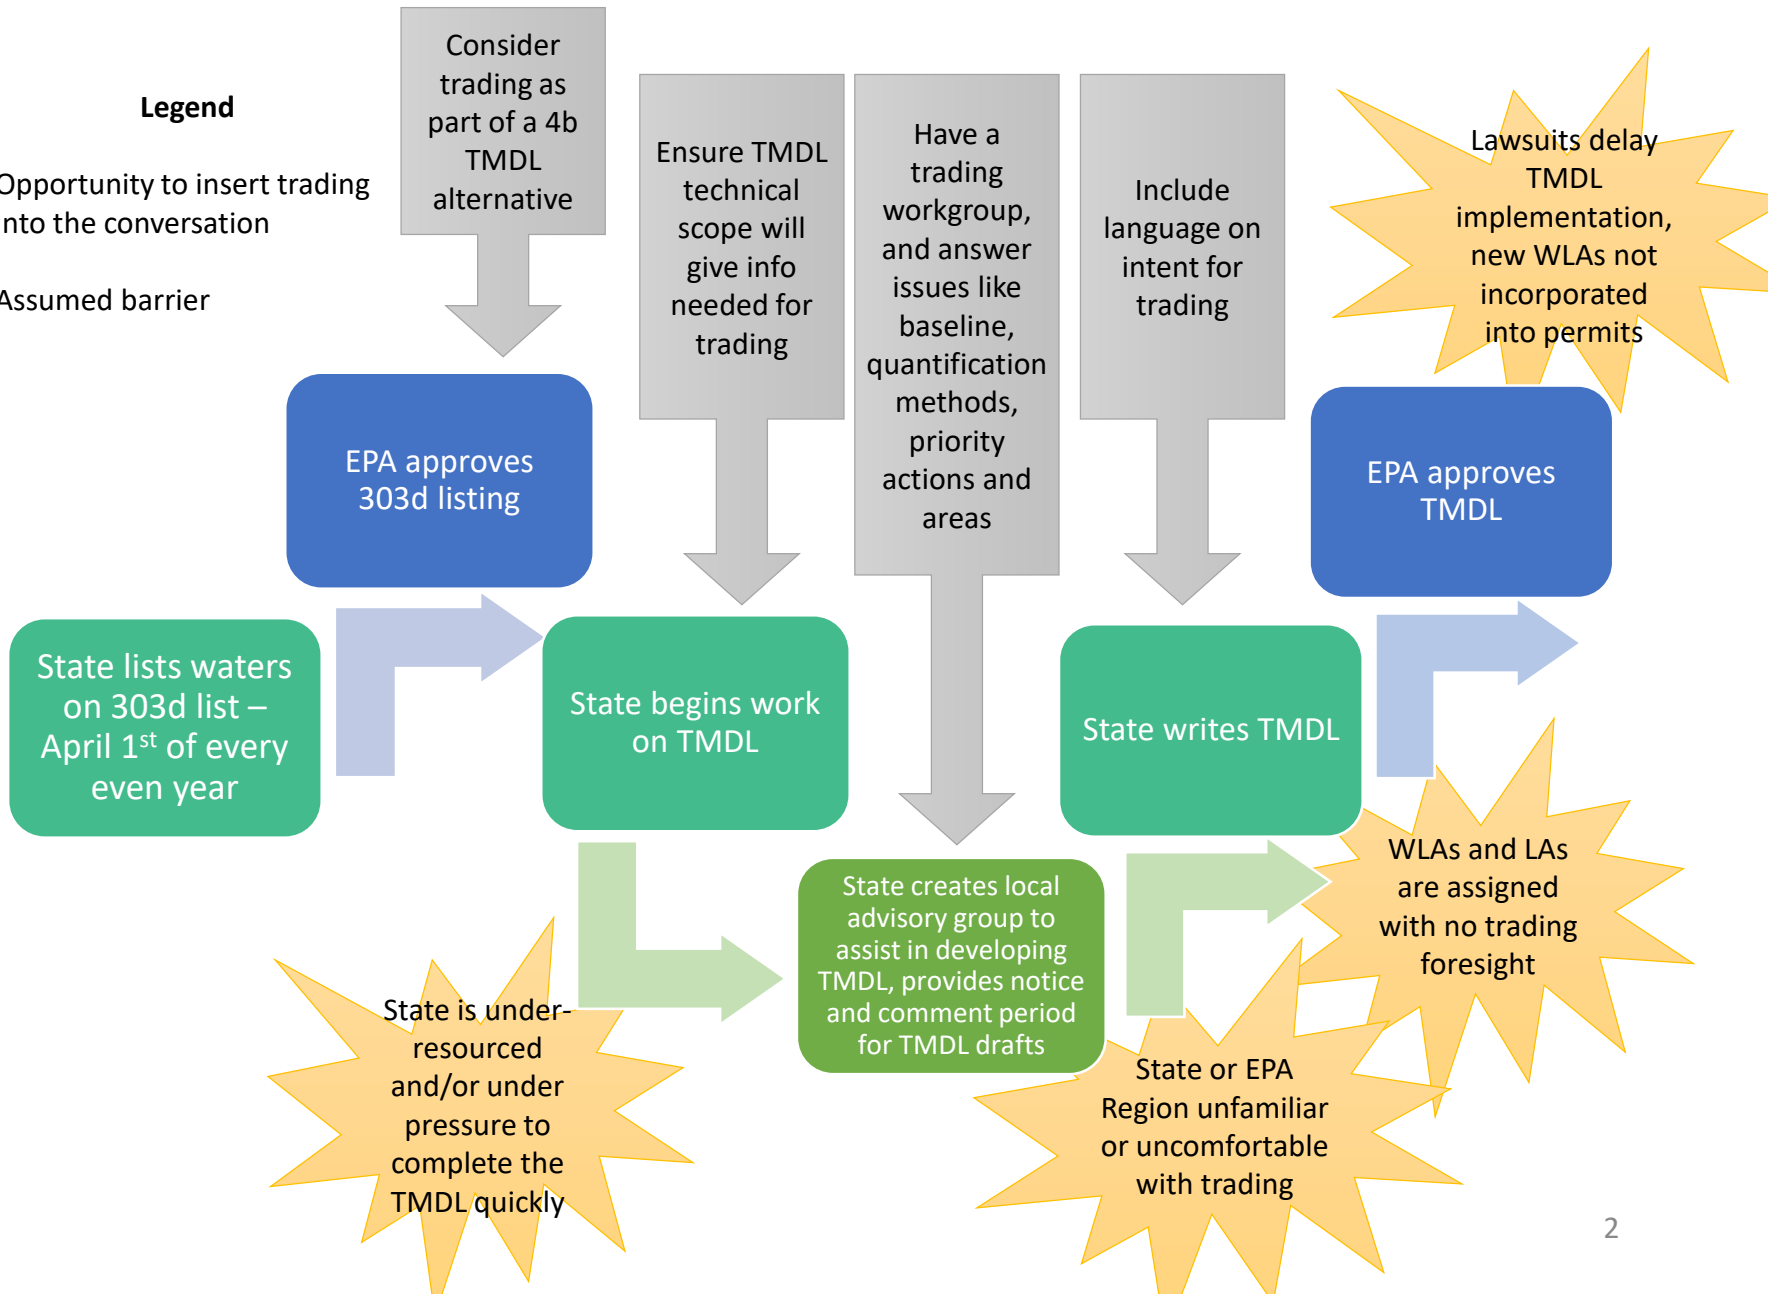 Legend
Opportunity to insert trading
into the conversation
Assumed barrier
Consider
trading as
part of a 4b
TMDL
alternative
Ensure TMDL
technical
scope will
give info
needed for
trading
Have a
trading
workgroup,
and answer
issues like
baseline,
quantification
methods,
priority
actions and
areas
Include
language on
intent for
trading
Lawsuits delay
TMDL
implementation,
new WLAs not
incorporated
into permits
EPA approves
303d listing
EPA approves
TMDL
State lists waters
on 303d list –
April 1st of every
even year
State begins work
on TMDL
State writes TMDL
State creates local
advisory group to
assist in developing
TMDL, provides notice
and comment period
for TMDL drafts
WLAs and LAs
are assigned
with no trading
foresight
State is under-
resourced
and/or under
pressure to
complete the
TMDL quickly
State or EPA
Region unfamiliar
or uncomfortable
with trading
2